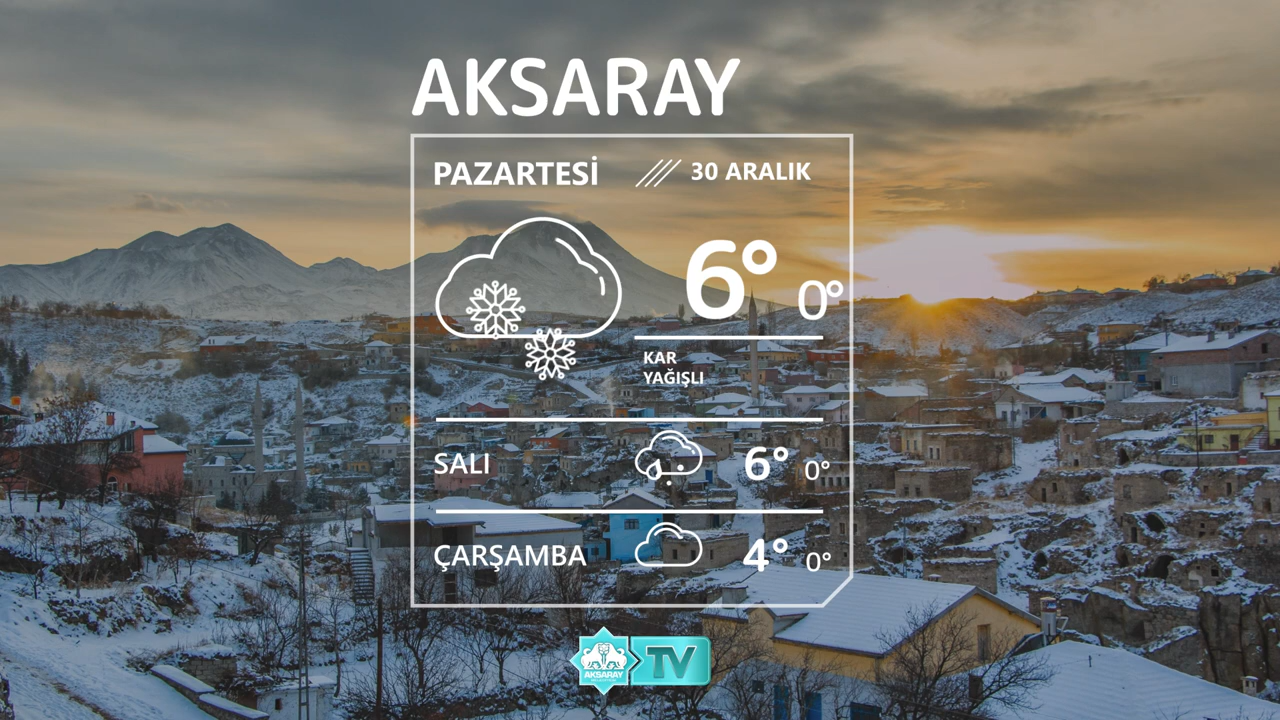 AKSARAY
PAZARTESİ /// 30 ARALIK
6° 0°
KAR
YAĞIŞLI
SALI 6° 0°
ÇARŞAMBA 4° 0°
AKSARAY TV